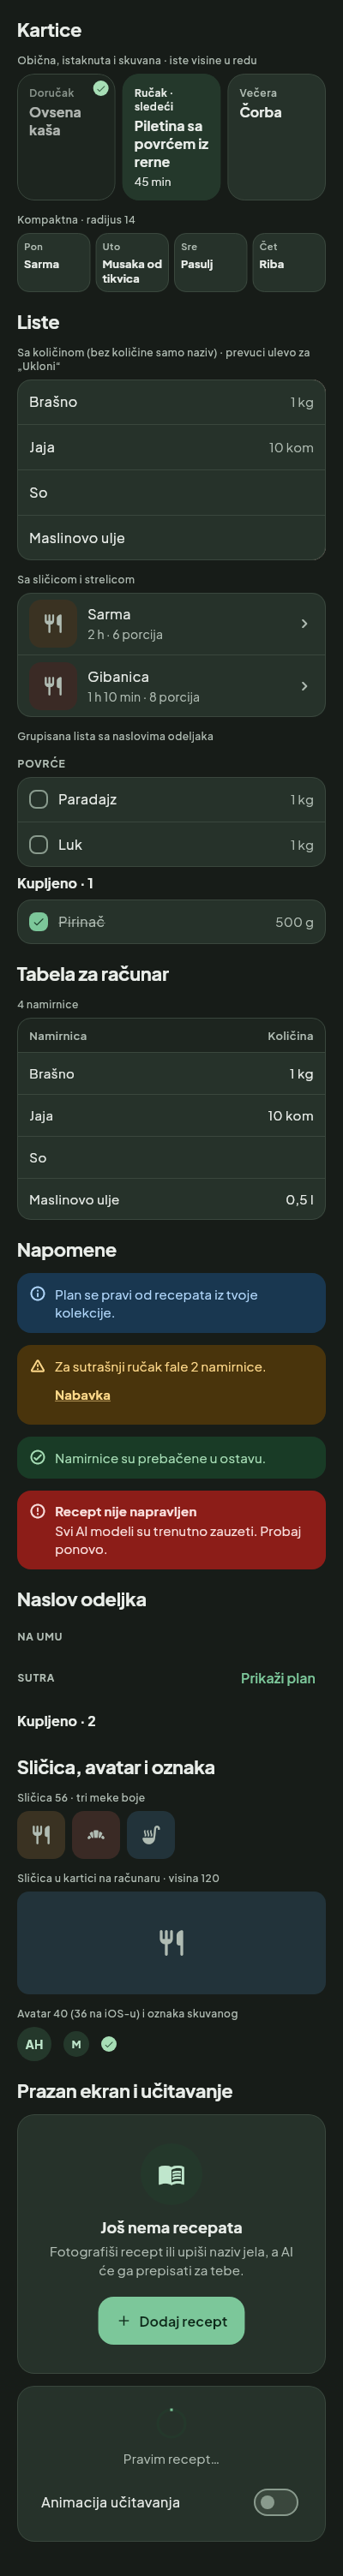 Kartice
Obična, istaknuta i skuvana · iste visine u redu
Doručak
Ovsena
kaša
Ručak ·
sledeći
Piletina sa
povrćem iz
rerne
45 min
Večera
Čorba
Kompaktna · radijus 14
Pon
Sarma
Uto
Musaka od
tikvica
Sre
Pasulj
Čet
Riba
Liste
Sa količinom (bez količine samo naziv) · prevuci ulevo za
„Ukloni“
Brašno 1 kg
Jaja 10 kom
So
Maslinovo ulje
Sa sličicom i strelicom
Sarma
2 h · 6 porcija
Gibanica
1 h 10 min · 8 porcija
Grupisana lista sa naslovima odeljaka
POVRĆE
Paradajz 1 kg
Luk 1 kg
Kupljeno · 1
Pirinač 500 g
Tabela za računar
4 namirnice
Namirnica Količina
Brašno 1 kg
Jaja 10 kom
So
Maslinovo ulje 0,5 l
Napomene
Plan se pravi od recepata iz tvoje
kolekcije.
Za sutrašnji ručak fale 2 namirnice.
Nabavka
Namirnice su prebačene u ostavu.
Recept nije napravljen
Svi AI modeli su trenutno zauzeti. Probaj
ponovo.
Naslov odeljka
NA UMU
SUTRA Prikaži plan
Kupljeno · 2
Sličica, avatar i oznaka
Sličica 56 · tri meke boje
Sličica u kartici na računaru · visina 120
Avatar 40 (36 na iOS-u) i oznaka skuvanog
AH M
Prazan ekran i učitavanje
Još nema recepata
Fotografiši recept ili upiši naziv jela, a AI
će ga prepisati za tebe.
+ Dodaj recept
Pravim recept…
Animacija učitavanja